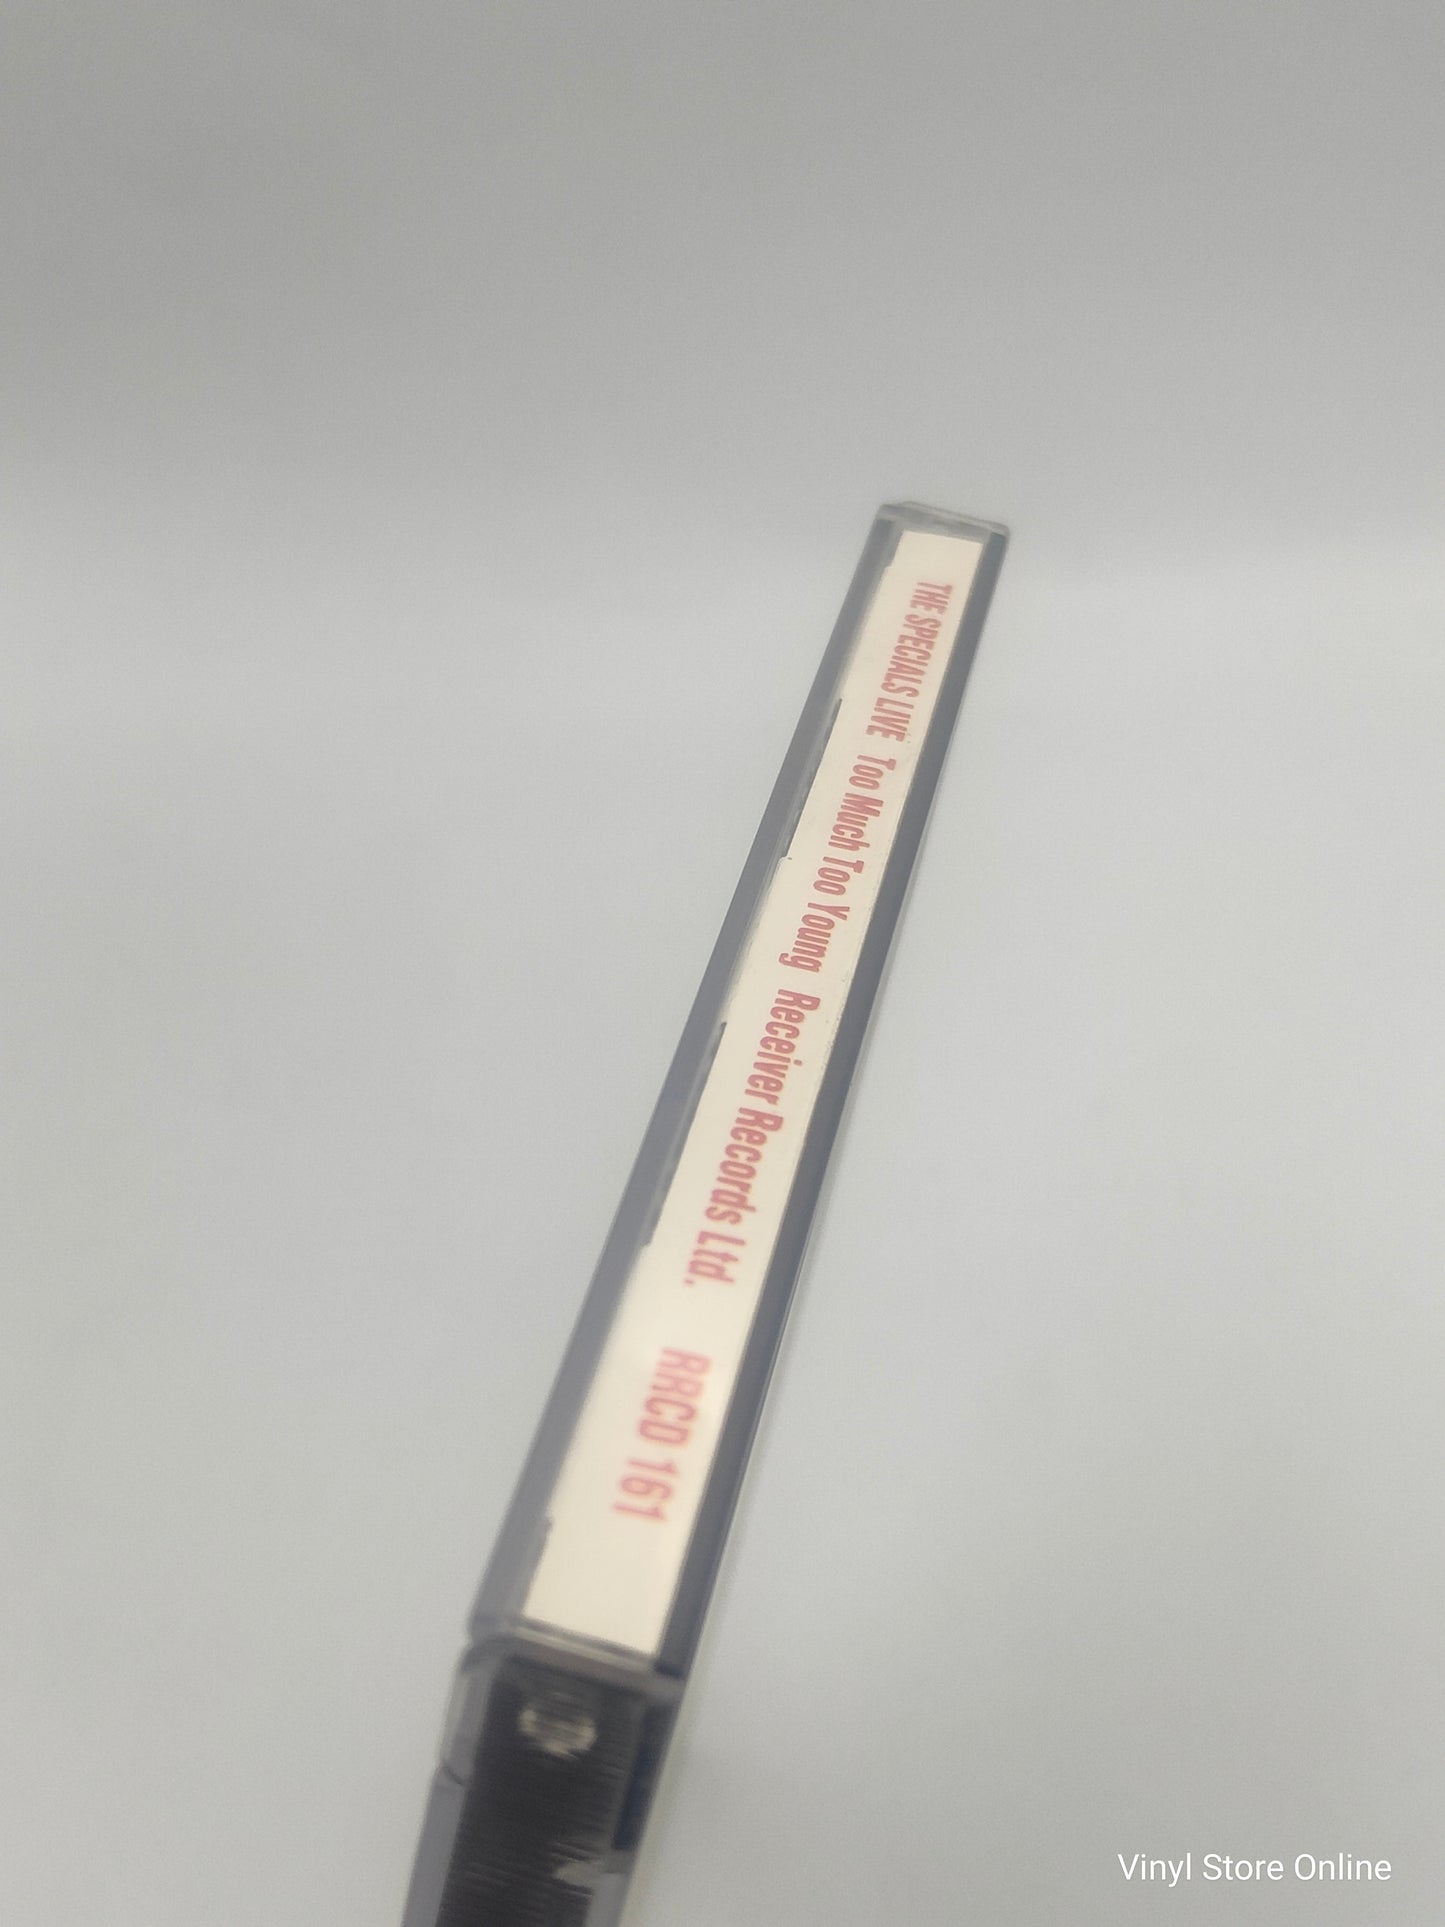 THE SPECIALS LIVE Too Much Too Young Receiver Records Ltd. RRCD 161
Vinyl Store Online